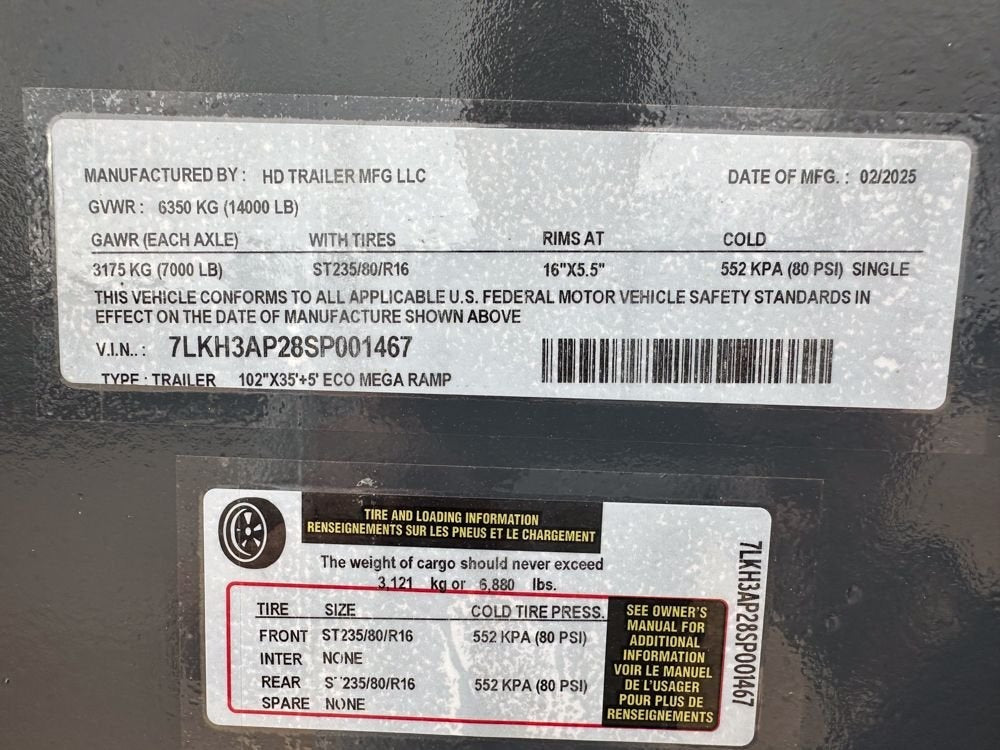 MANUFACTURED BY : HD TRAILER MFG LLC DATE OF MFG. : 02/2025
GVWR : 6350 KG (14000 LB)
GAWR (EACH AXLE) WITH TIRES RIMS AT COLD
3175 KG (7000 LB) ST235/80/R16 16"X5.5" 552 KPA (80 PSI) SINGLE
THIS VEHICLE CONFORMS TO ALL APPLICABLE U.S. FEDERAL MOTOR VEHICLE SAFETY STANDARDS IN
EFFECT ON THE DATE OF MANUFACTURE SHOWN ABOVE
V.I.N.. : 7LKH3AP28SP001467
TYPE : TRAILER 102"X35'+5' ECO MEGA RAMP
TIRE AND LOADING INFORMATION
RENSEIGNEMENTS SUR LES PNEUS ET LE CHARGEMENT
The weight of cargo should never exceed
3,121 kg or 6,880 lbs.
TIRE SIZE COLD TIRE PRESS.
FRONT ST235/80/R16 552 KPA (80 PSI)
INTER NONE
REAR ST235/80/R16 552 KPA (80 PSI)
SPARE NONE
SEE OWNER'S
MANUAL FOR
ADDITIONAL
INFORMATION
VOIR LE MANUEL
DE L'USAGER
POUR PLUS DE
RENSEIGNEMENTS
7LKH3AP28SP001467